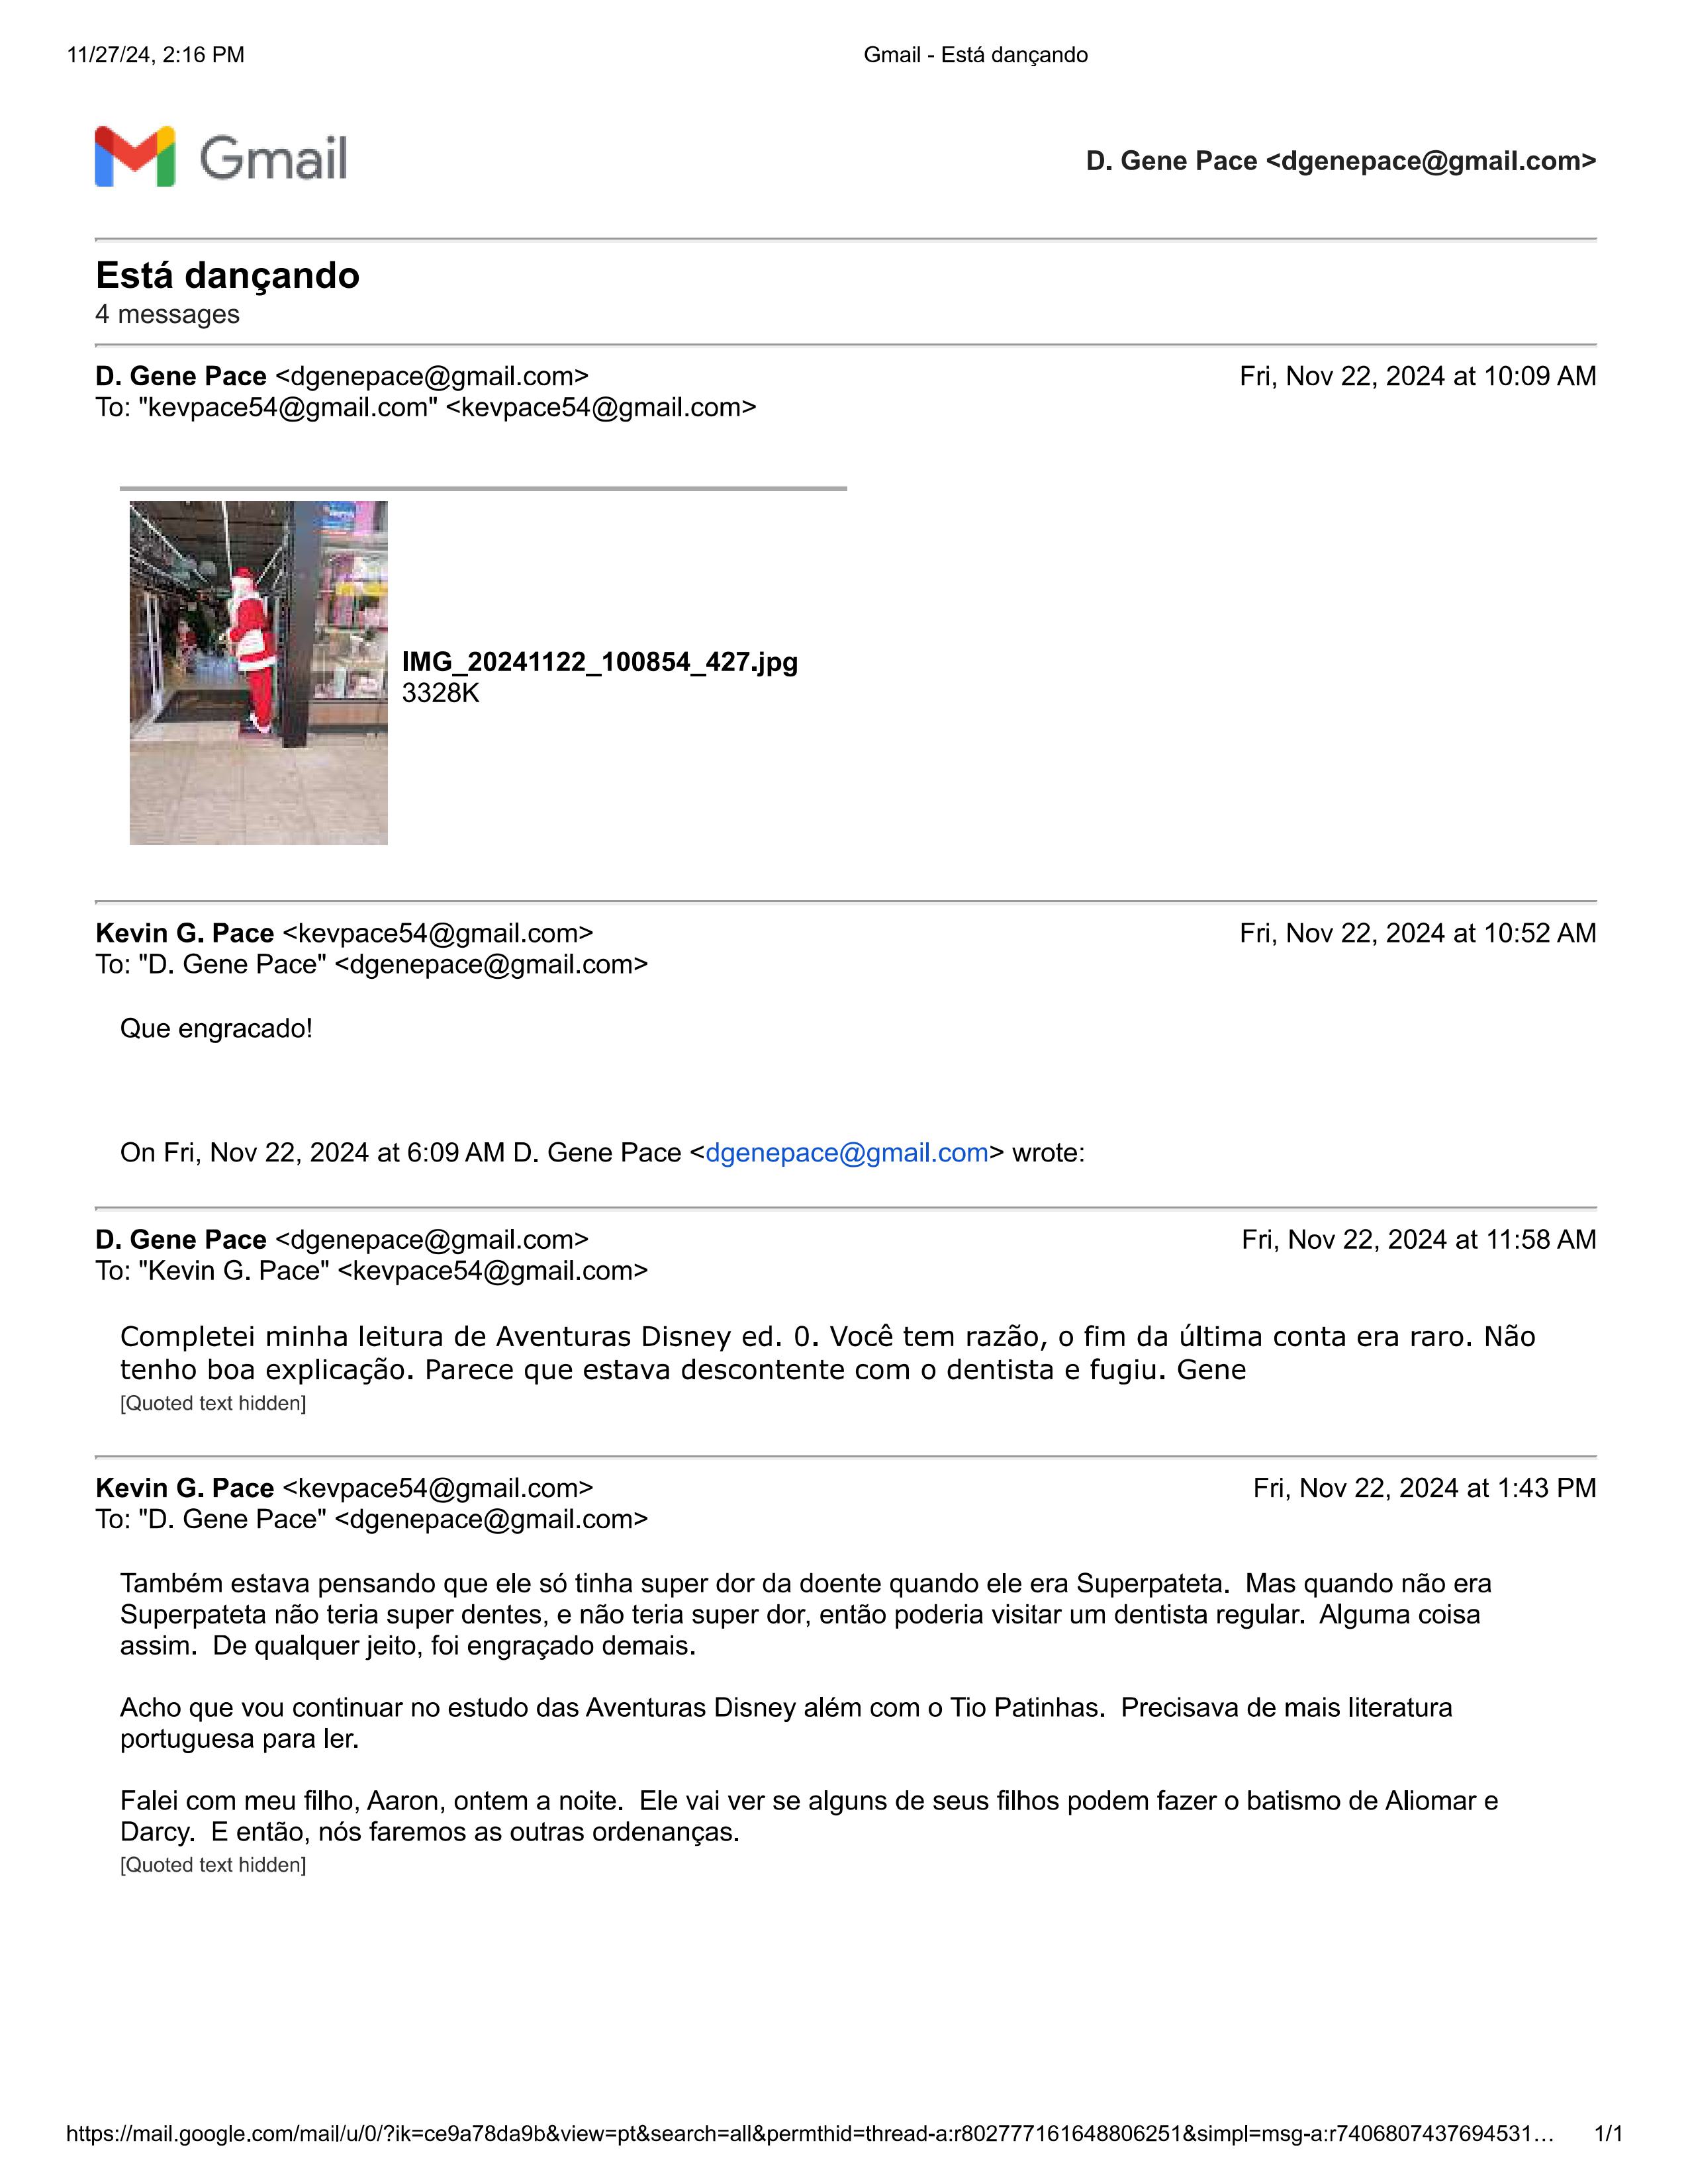 11/27/24, 2:16 PM
Gmail - Está dançando
Gmail
D. Gene Pace <dgenepace@gmail.com>
Está dançando
4 messages
D. Gene Pace <dgenepace@gmail.com>
Fri, Nov 22, 2024 at 10:09 AM
To: "kevpace54@gmail.com" <kevpace54@gmail.com>
IMG_20241122_100854_427.jpg
3328K
Kevin G. Pace <kevpace54@gmail.com>
Fri, Nov 22, 2024 at 10:52 AM
To: "D. Gene Pace" <dgenepace@gmail.com>
Que engracado!
On Fri, Nov 22, 2024 at 6:09 AM D. Gene Pace <dgenepace@gmail.com> wrote:
D. Gene Pace <dgenepace@gmail.com>
Fri, Nov 22, 2024 at 11:58 AM
To: "Kevin G. Pace" <kevpace54@gmail.com>
Completei minha leitura de Aventuras Disney ed. 0. Você tem razão, o fim da última conta era raro. Não
tenho boa explicação. Parece que estava descontente com o dentista e fugiu. Gene
[Quoted text hidden]
Kevin G. Pace <kevpace54@gmail.com>
Fri, Nov 22, 2024 at 1:43 PM
To: "D. Gene Pace" <dgenepace@gmail.com>
Também estava pensando que ele só tinha super dor da doente quando ele era Superpateta.  Mas quando não era
Superpateta não teria super dentes, e não teria super dor, então poderia visitar um dentista regular.  Alguma coisa
assim.  De qualquer jeito, foi engraçado demais.
Acho que vou continuar no estudo das Aventuras Disney além com o Tio Patinhas.  Precisava de mais literatura
portuguesa para ler.
Falei com meu filho, Aaron, ontem a noite.  Ele vai ver se alguns de seus filhos podem fazer o batismo de Aliomar e
Darcy.  E então, nós faremos as outras ordenanças.
[Quoted text hidden]
https://mail.google.com/mail/u/0/?ik=ce9a78da9b&view=pt&search=all&permthid=thread-a:r802777161648806251&simpl=msg-a:r7406807437694531…
1/1